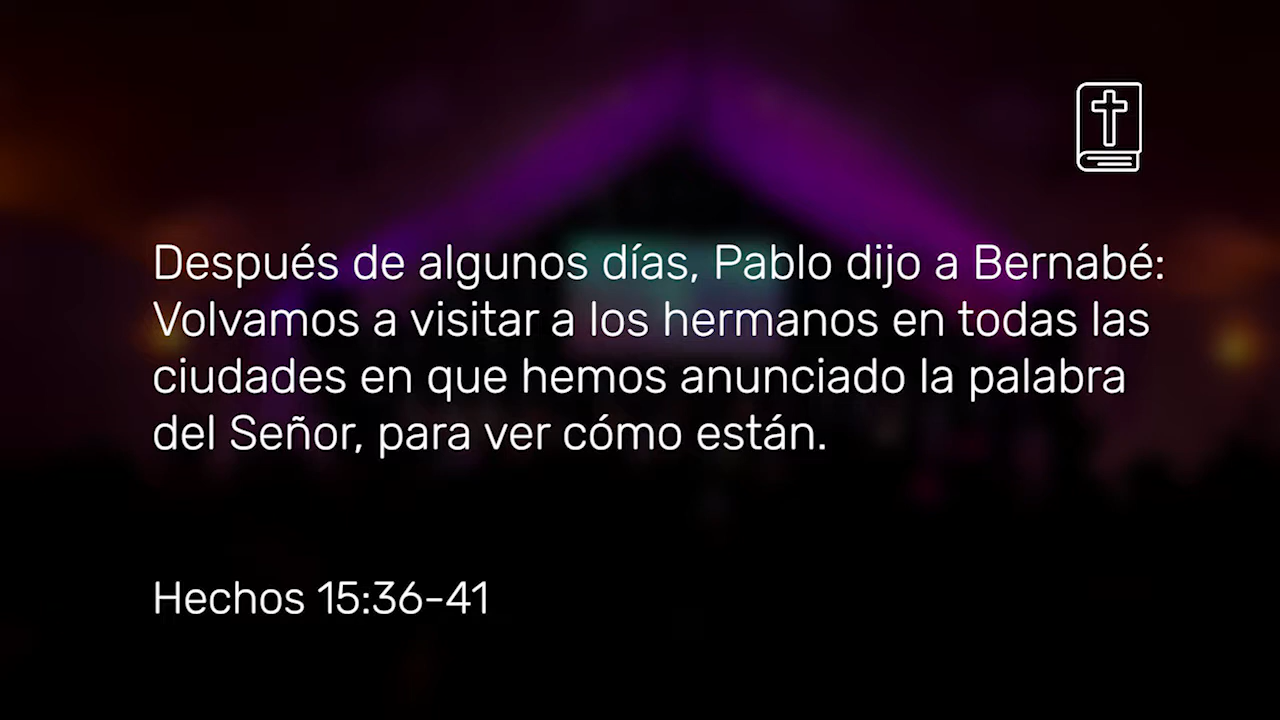 Después de algunos días, Pablo dijo a Bernabé:
Volvamos a visitar a los hermanos en todas las
ciudades en que hemos anunciado la palabra
del Señor, para ver cómo están.
Hechos 15:36-41